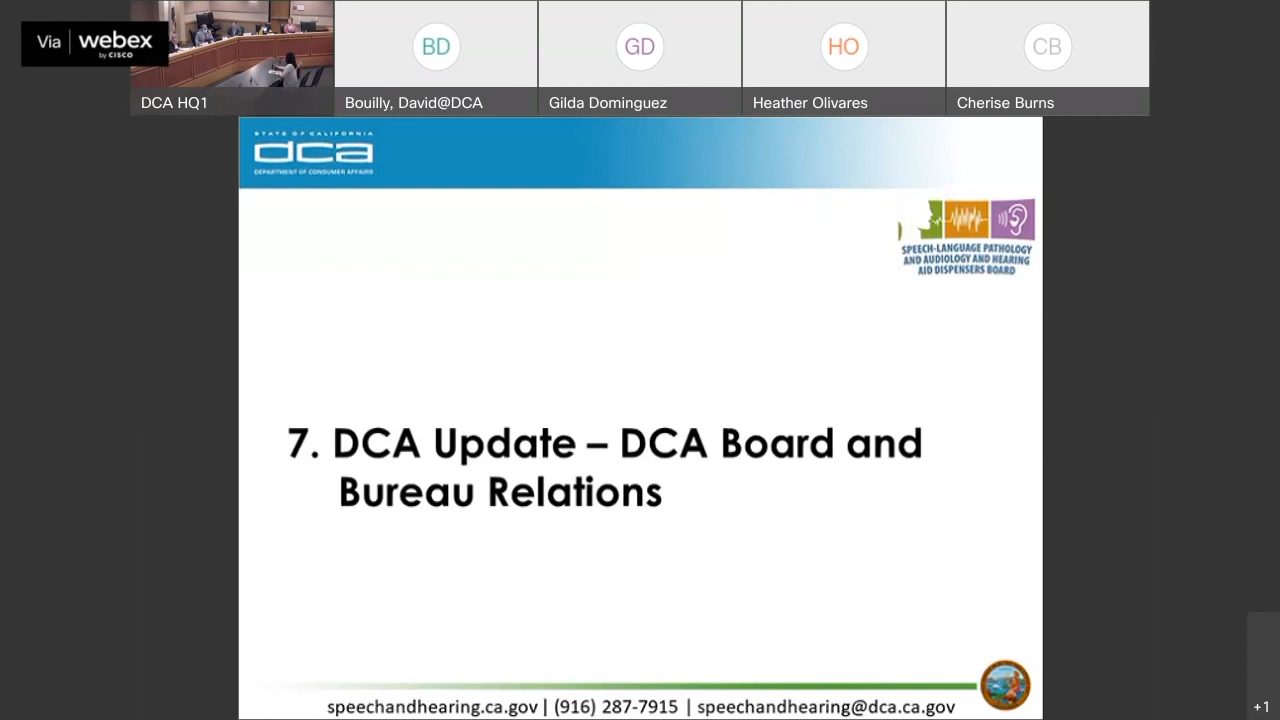 Via webex
by CISCO
BD
GD
HO
CB
DCA HQ1
Bouilly, David@DCA
Gilda Dominguez
Heather Olivares
Cherise Burns
STATE OF CALIFORNIA
dca
DEPARTMENT OF CONSUMER AFFAIRS
SPEECH-LANGUAGE PATHOLOGY
AND AUDIOLOGY AND HEARING
AID DISPENSERS BOARD
7. DCA Update – DCA Board and
Bureau Relations
speechandhearing.ca.gov | (916) 287-7915 | speechandhearing@dca.ca.gov
+1